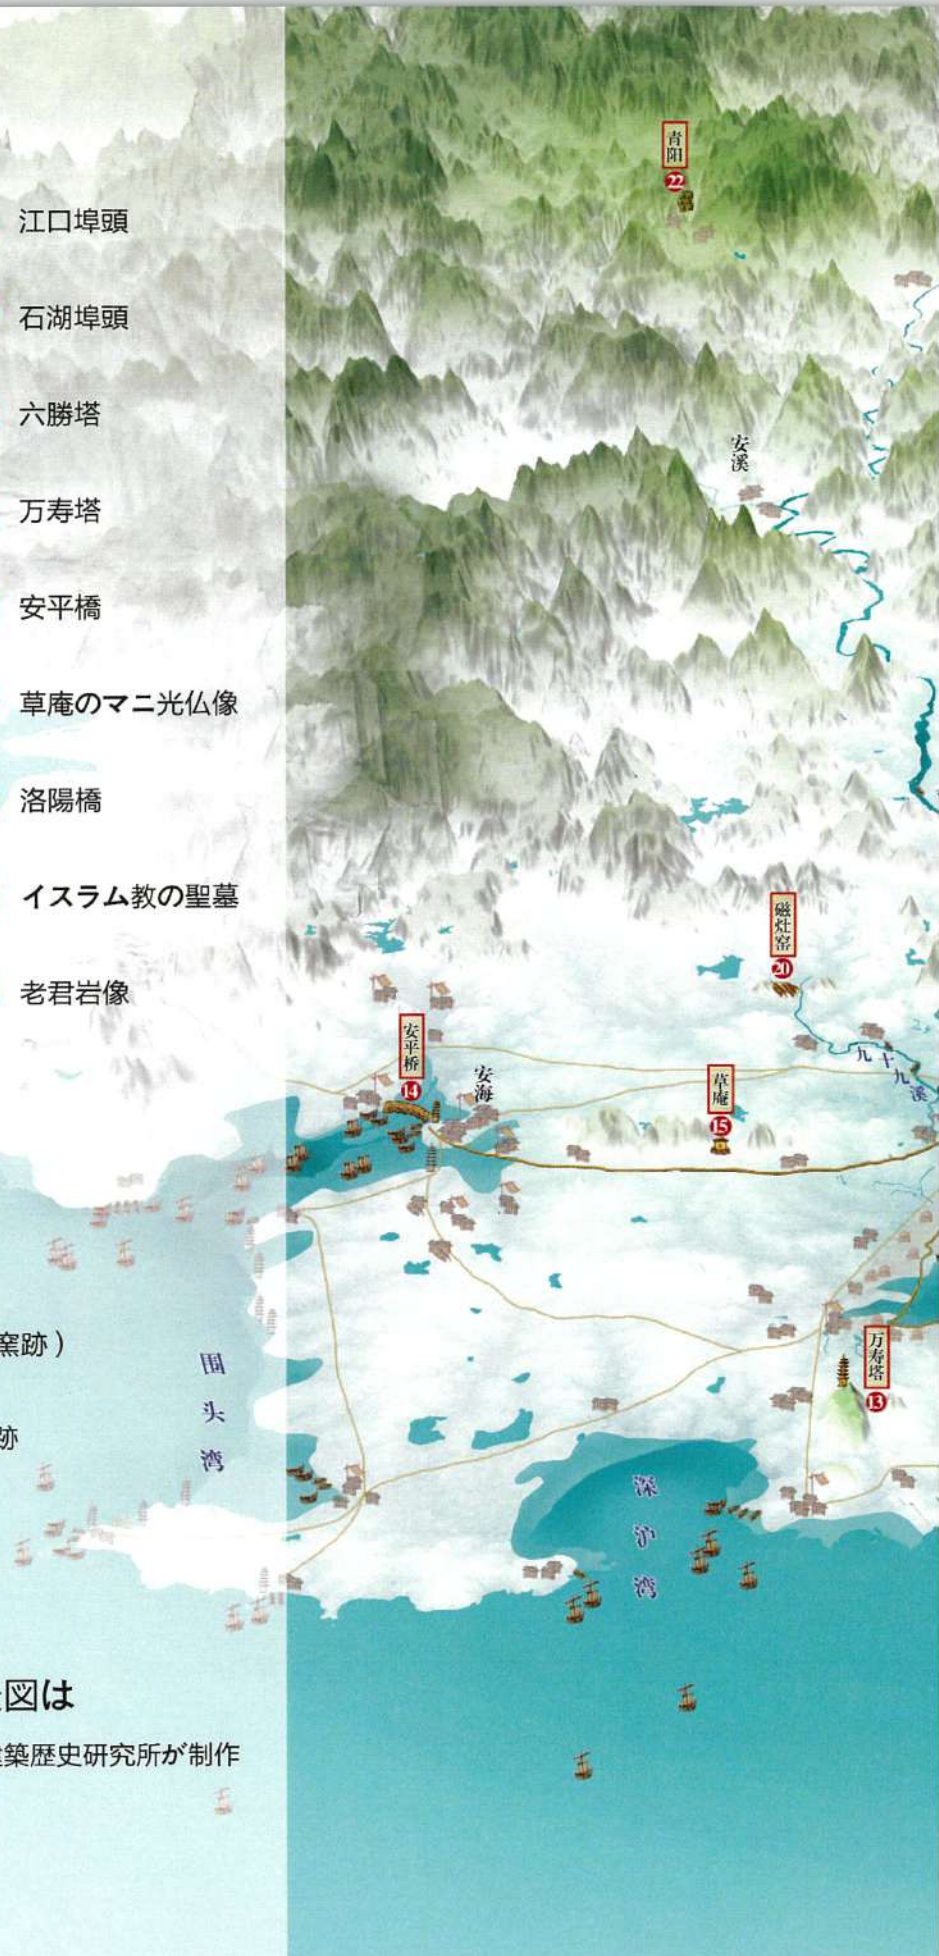 江口埠頭
石湖埠頭
六勝塔
万寿塔
安平橋
草庵のマニ光仏像
洛陽橋
イスラム教の聖墓
老君岩像
窯跡）
跡
図は
築歴史研究所が制作
青阳
22
安溪
磁灶窑
20
九十九溪
安平桥
14
安海
草庵
15
万寿塔
13
围头湾
深沪湾